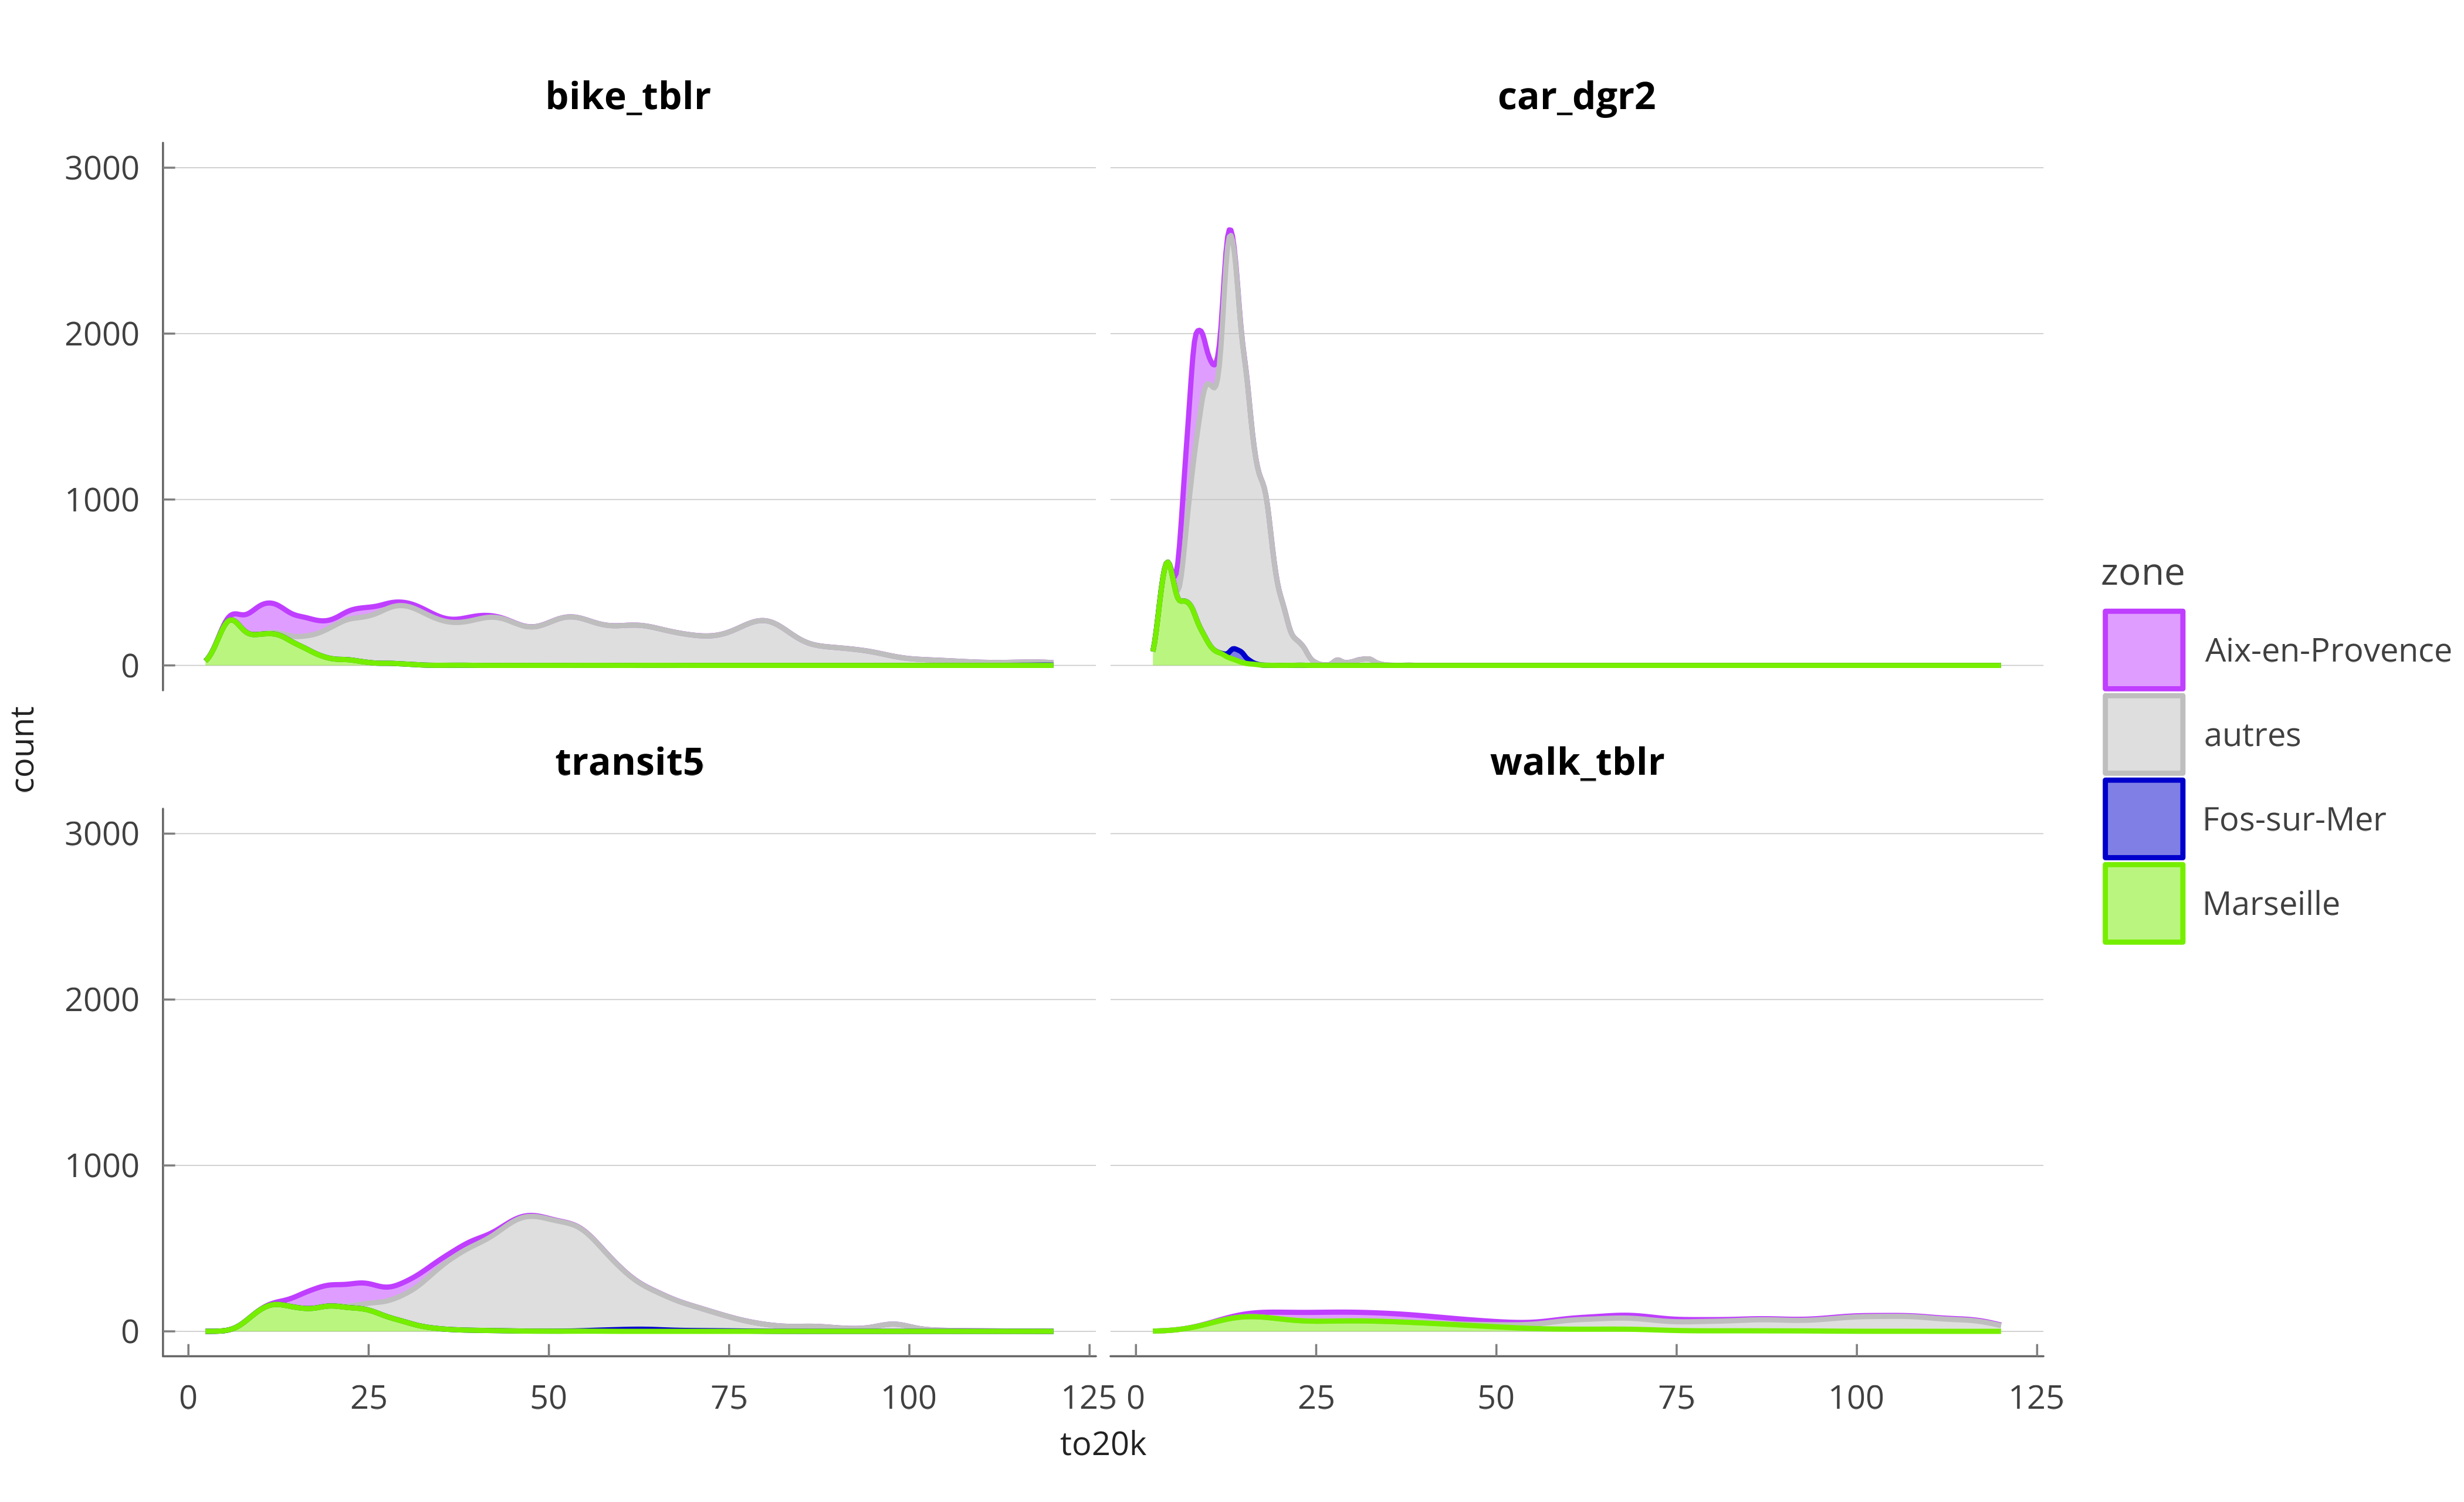 bike_tblr
car_dgr2
3000
2000
1000
0
count
transit5
walk_tblr
3000
2000
1000
0
0 25 50 75 100 125
0 25 50 75 100 125
to20k
zone
Aix-en-Provence
autres
Fos-sur-Mer
Marseille